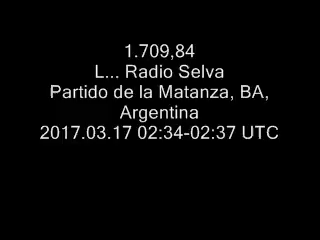 1.709,84
L... Radio Selva
Partido de la Matanza, BA,
Argentina
2017.03.17 02:34-02:37 UTC